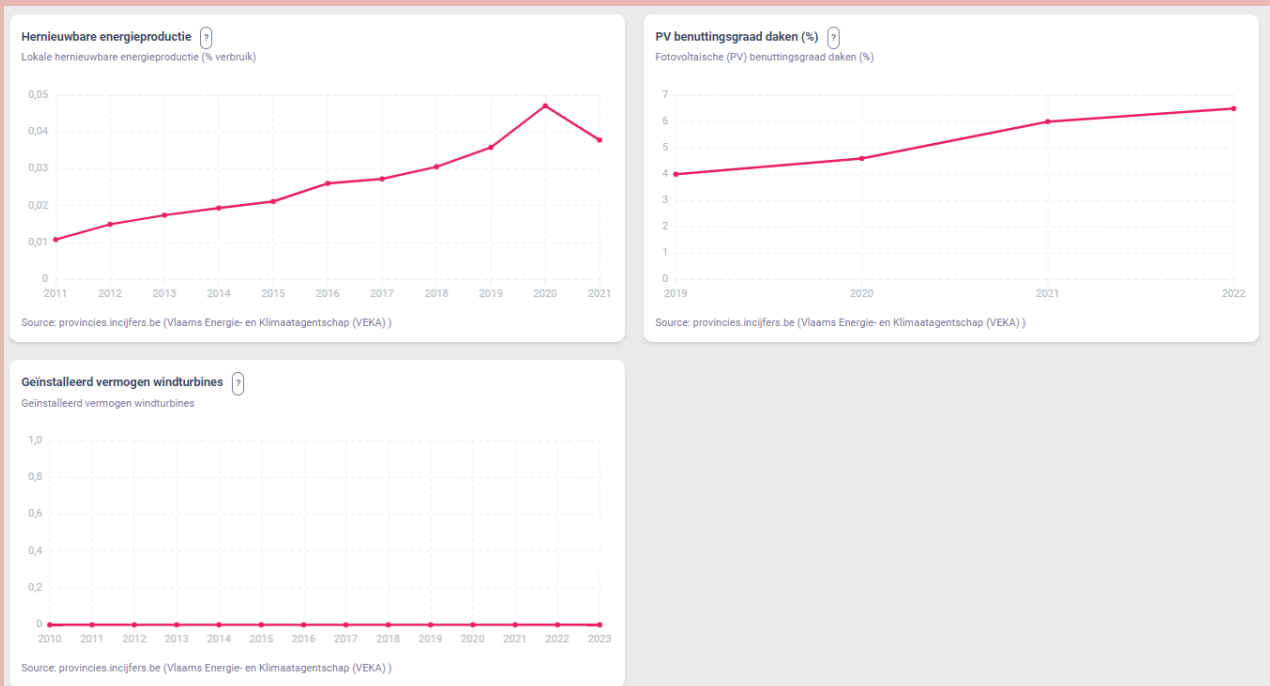 Hernieuwbare energieproductie ?
Lokale hernieuwbare energieproductie (% verbruik)
0,05
0,04
0,03
0,02
0,01
0
2011 2012 2013 2014 2015 2016 2017 2018 2019 2020 2021
Source: provincies.incijfers.be (Vlaams Energie- en Klimaatagentschap (VEKA) )
PV benuttingsgraad daken (%) ?
Fotovoltaische (PV) benuttingsgraad daken (%)
7
6
5
4
3
2
1
0
2019 2020 2021 2022
Source: provincies.incijfers.be (Vlaams Energie- en Klimaatagentschap (VEKA) )
Geïnstalleerd vermogen windturbines ?
Geïnstalleerd vermogen windturbines
1,0
0,8
0,6
0,4
0,2
0
2010 2011 2012 2013 2014 2015 2016 2017 2018 2019 2020 2021 2022 2023
Source: provincies.incijfers.be (Vlaams Energie- en Klimaatagentschap (VEKA) )